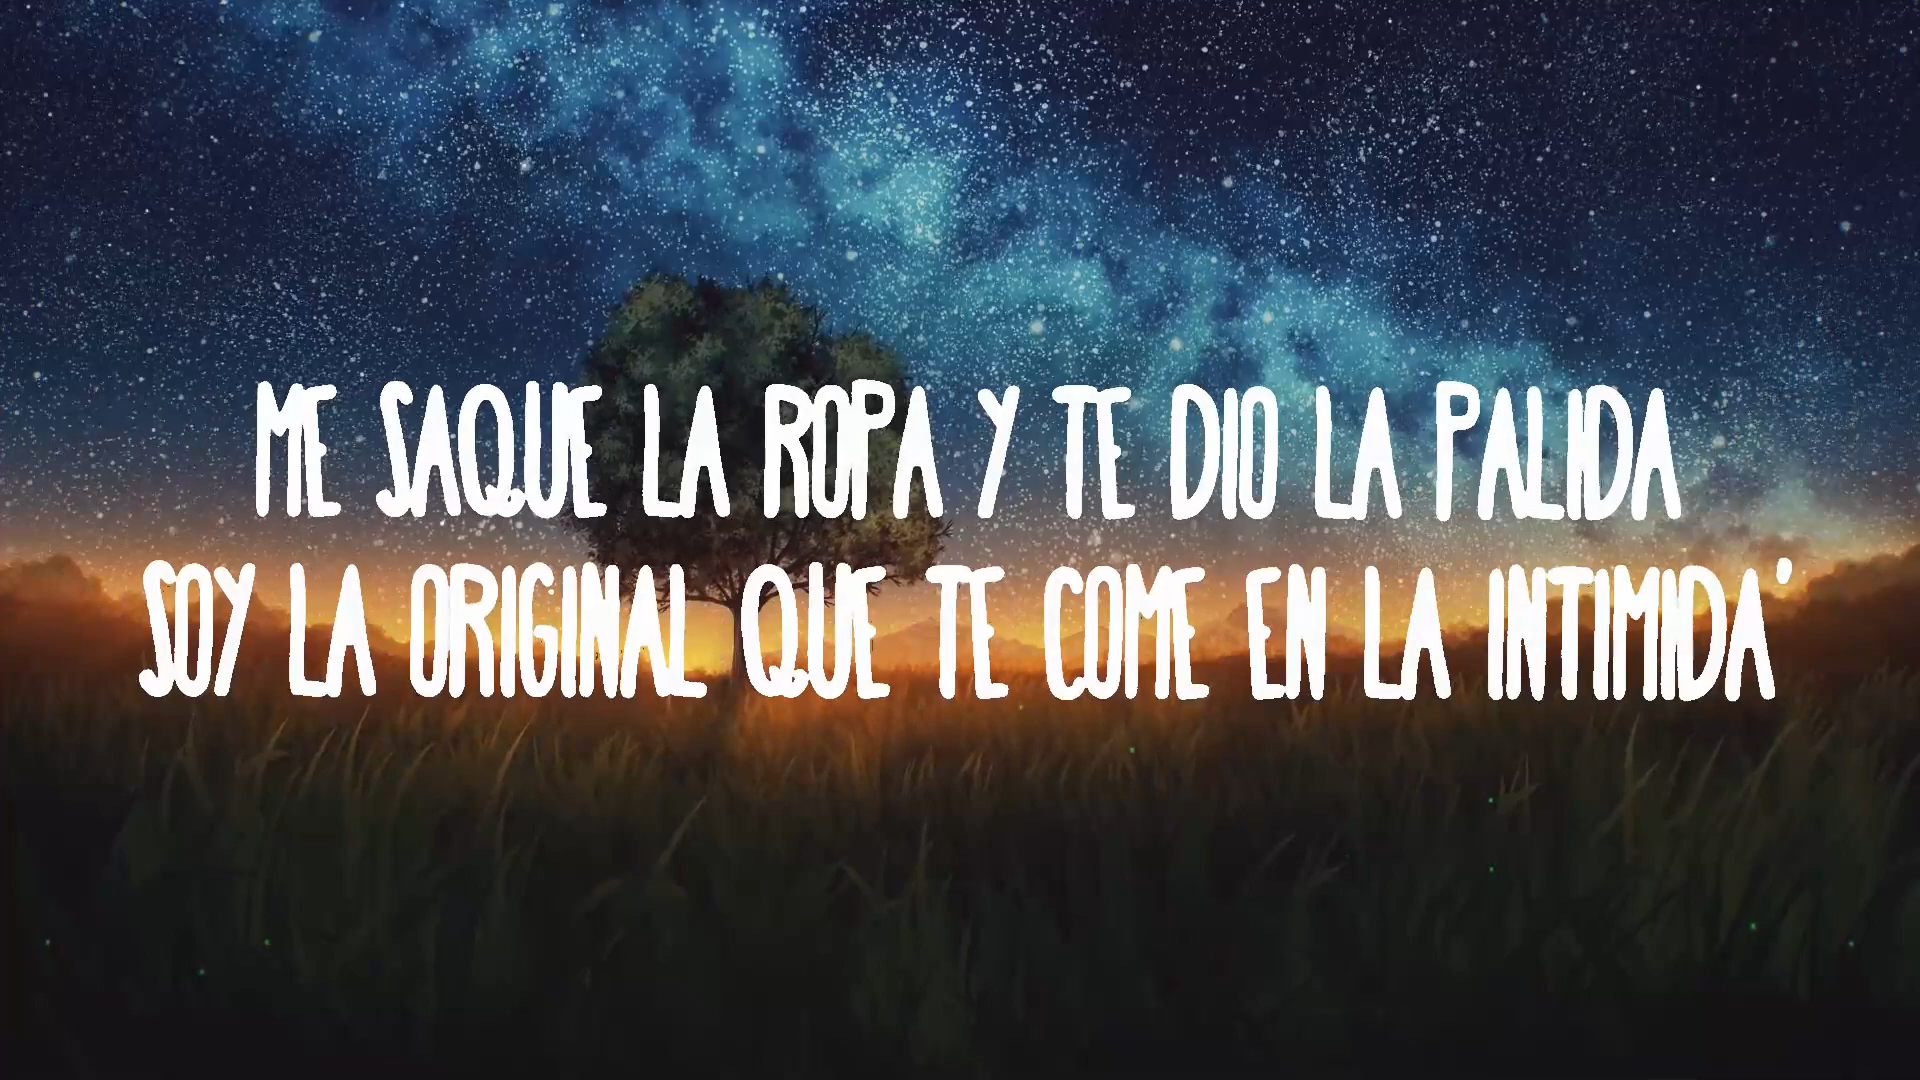 ME SAQUE LA ROPA Y TE DIO LA PALIDA
SOY LA ORIGINAL QUE TE COME EN LA INTIMIDA'